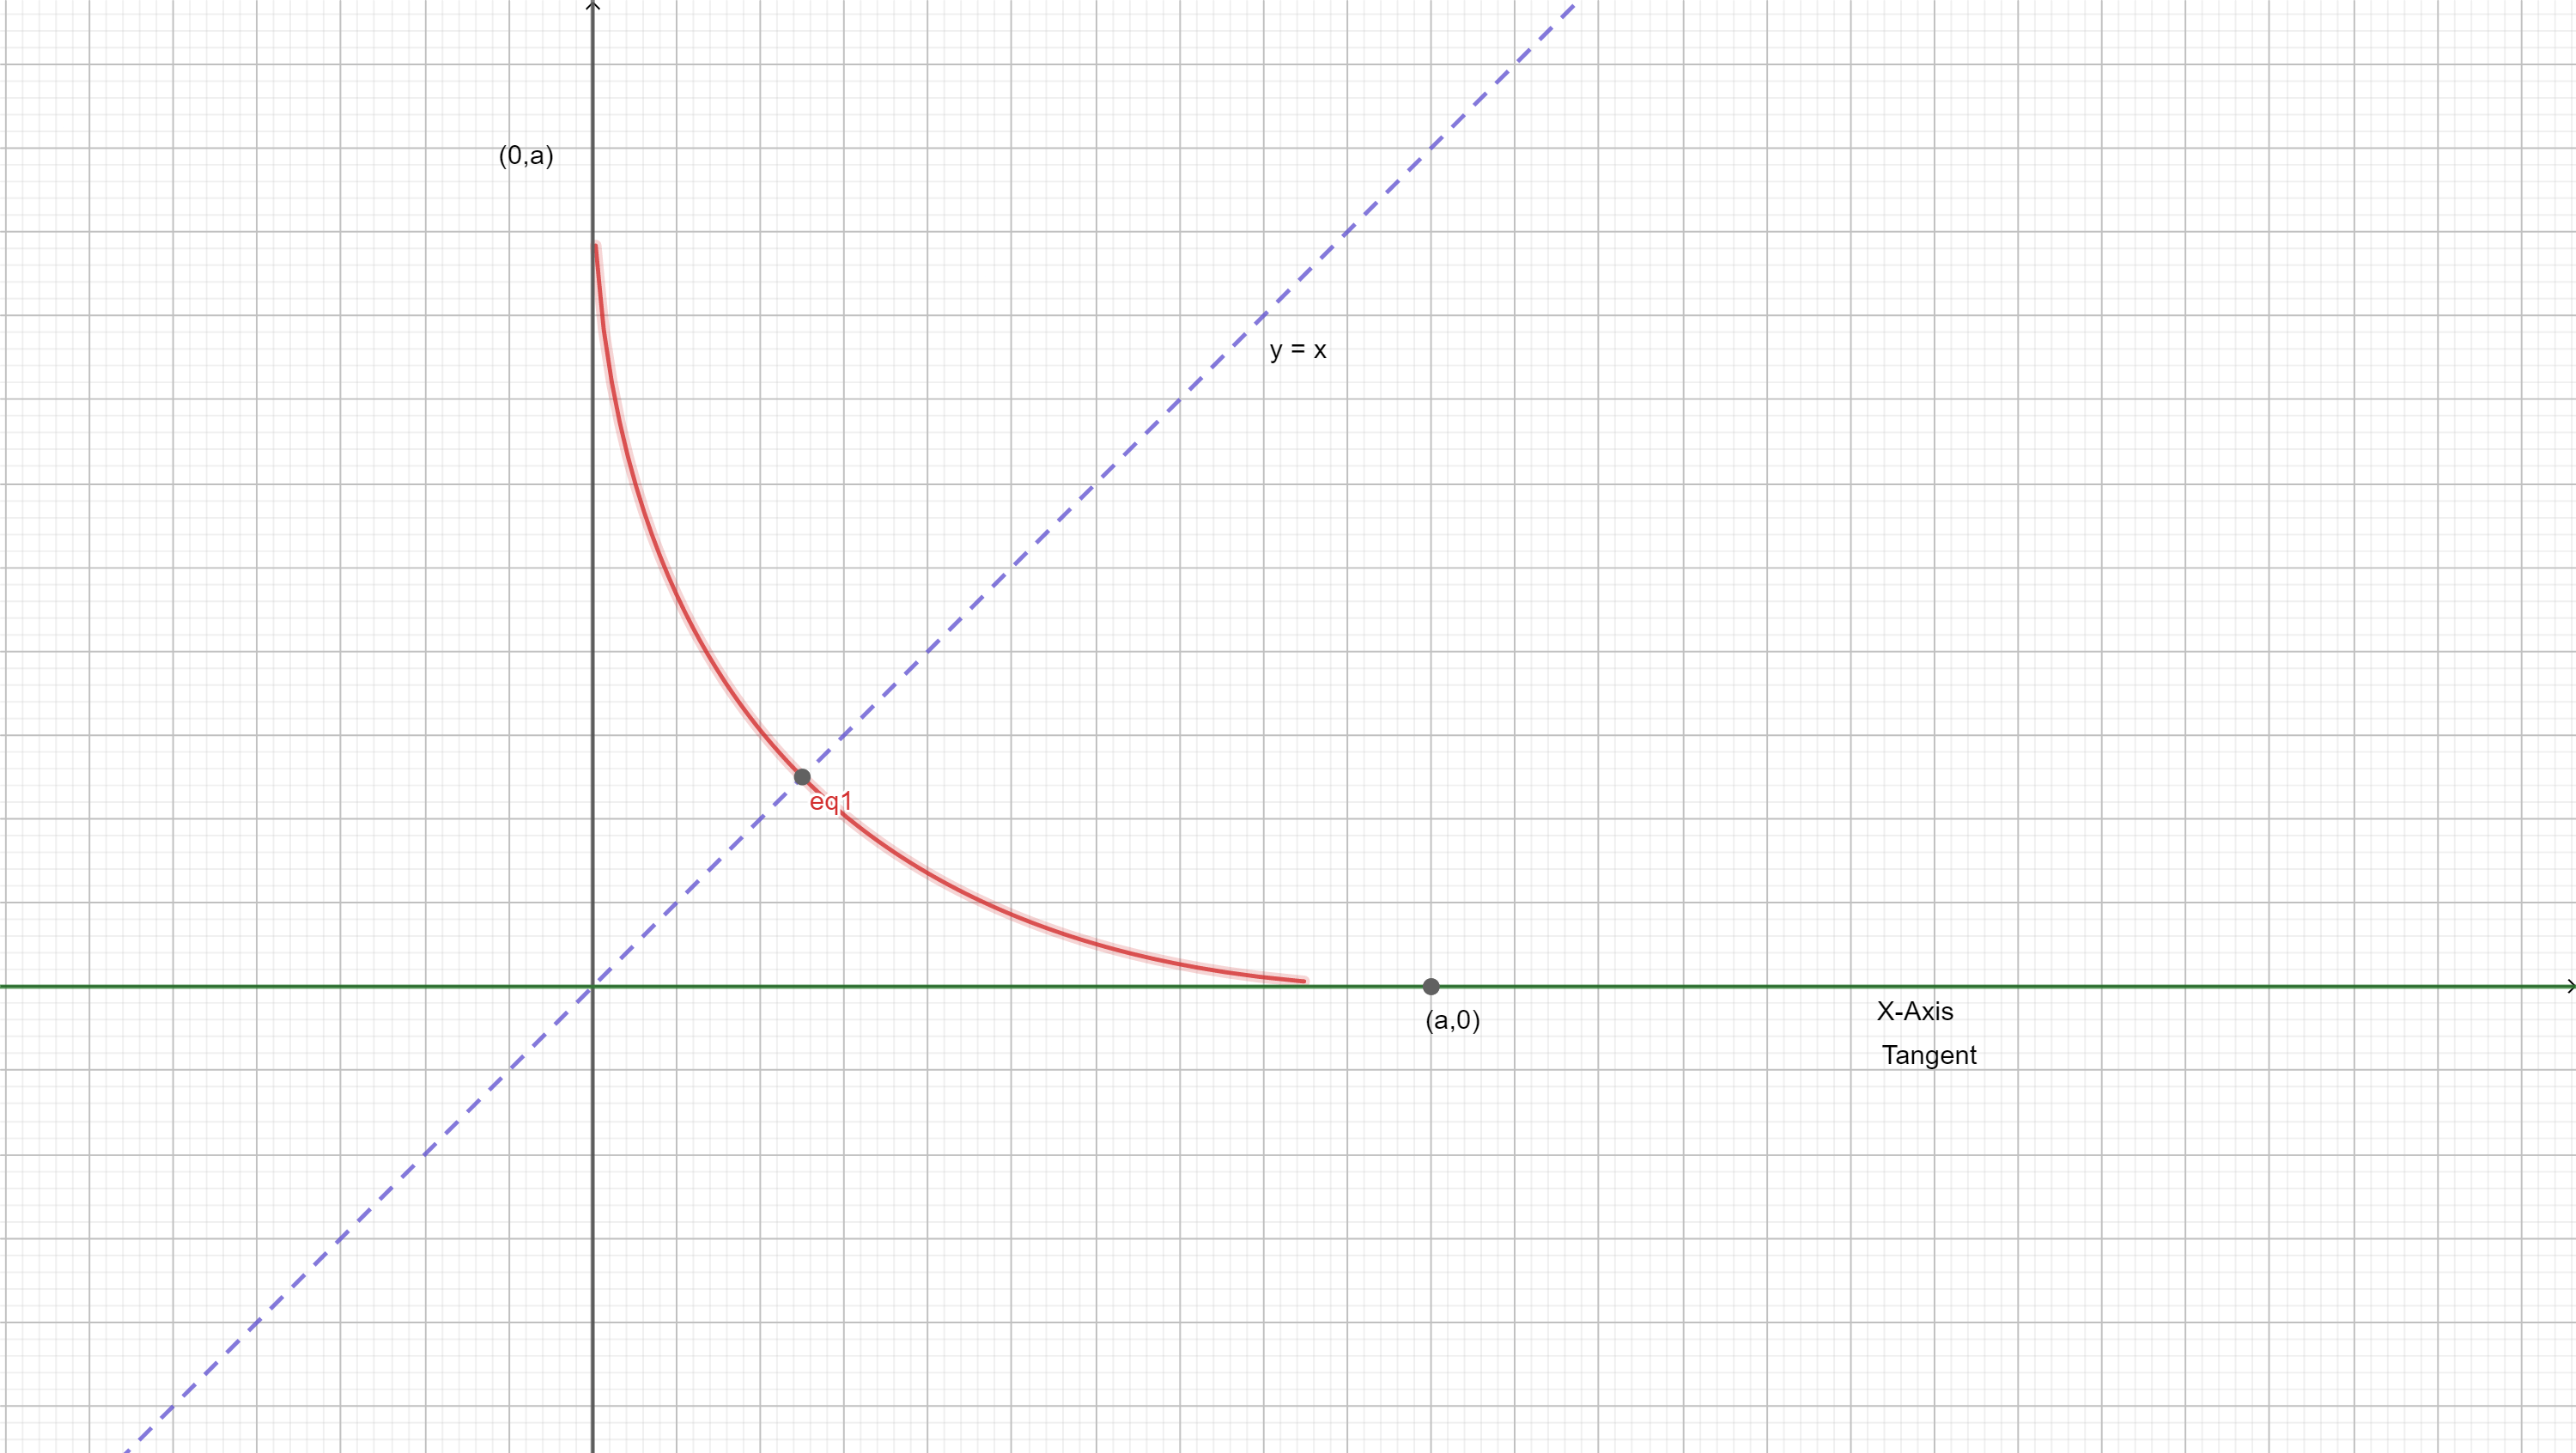 (0,a)
y = x
eq1
(a,0)
X-Axis
Tangent